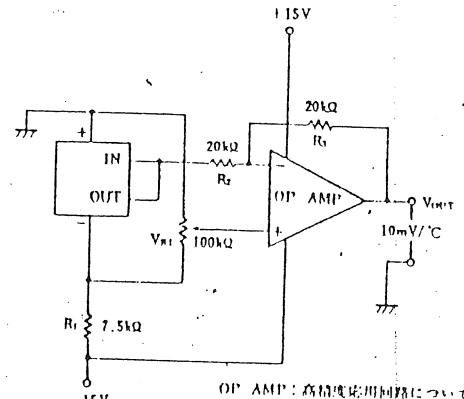 +15V
20kΩ
R₃
+
IN
20kΩ
R₂
−
OP AMP
OUT
VOUT
+
100kΩ
10mV/°C
−
R₁ 7.5kΩ
-15V
OP AMP：高精度応用回路について